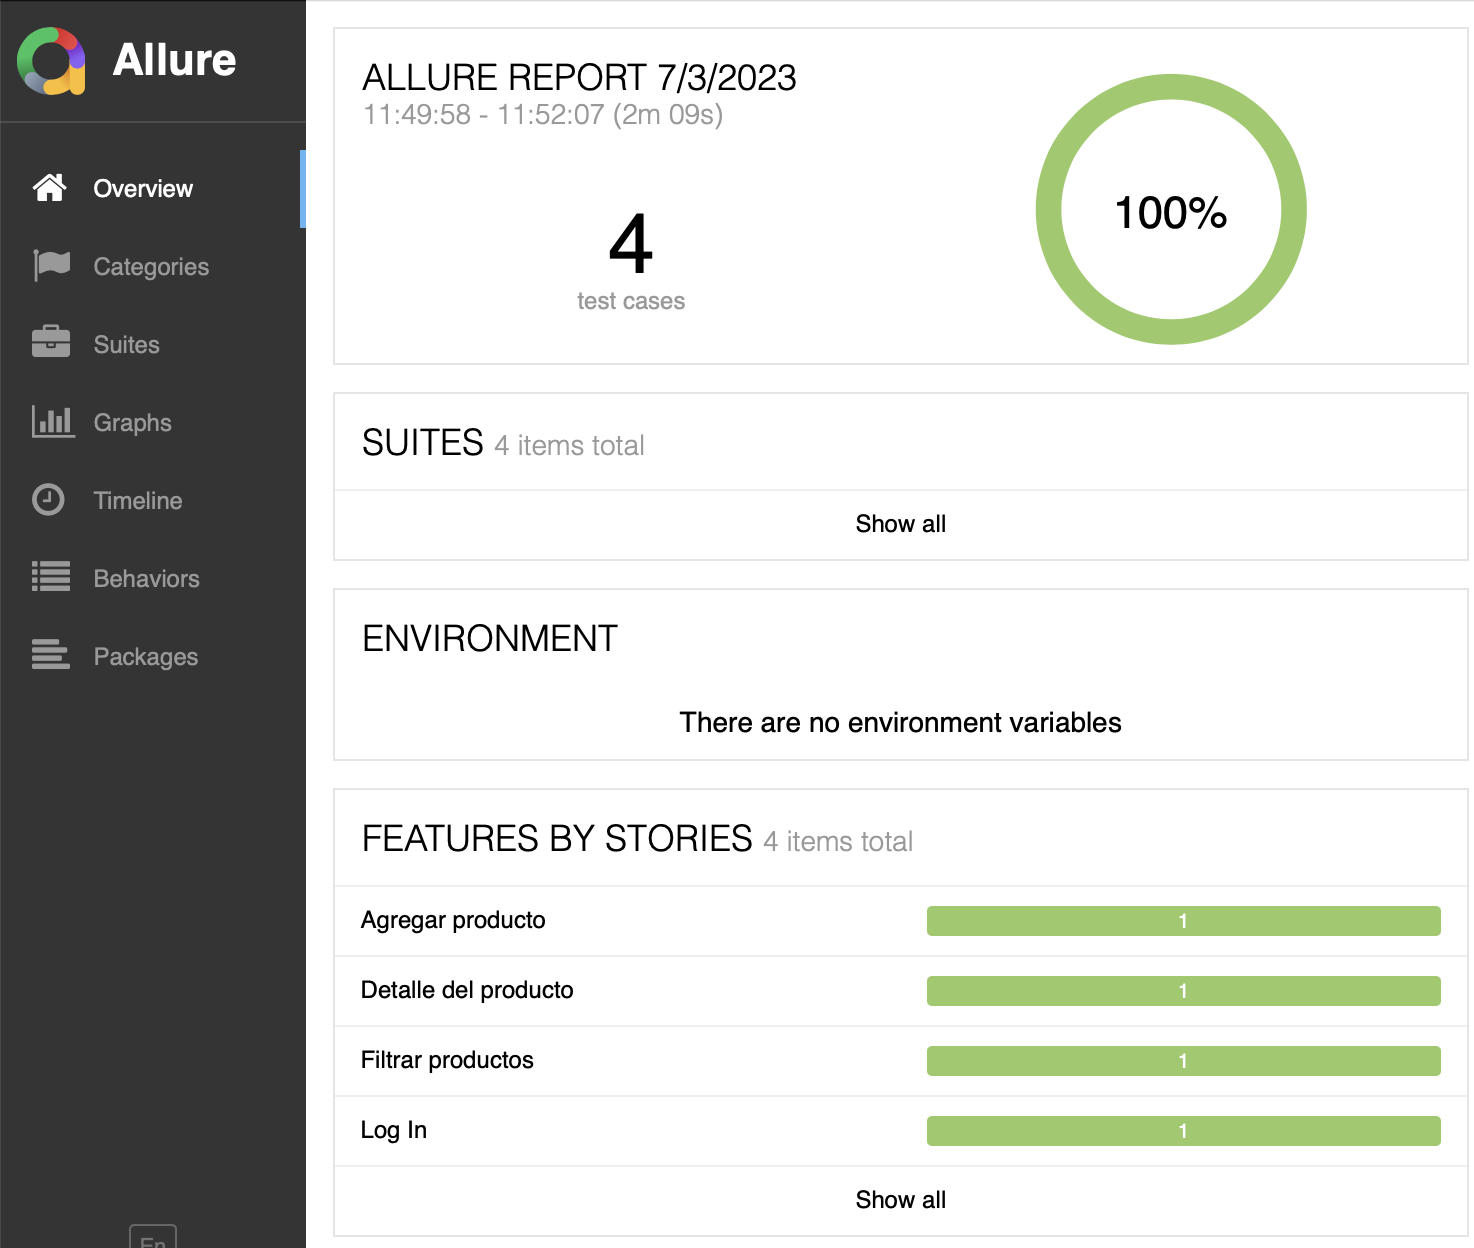 Allure
Overview
Categories
Suites
Graphs
Timeline
Behaviors
Packages
En
ALLURE REPORT 7/3/2023
11:49:58 - 11:52:07 (2m 09s)
4
test cases
100%
SUITES 4 items total
Show all
ENVIRONMENT
There are no environment variables
FEATURES BY STORIES 4 items total
Agregar producto 1
Detalle del producto 1
Filtrar productos 1
Log In 1
Show all